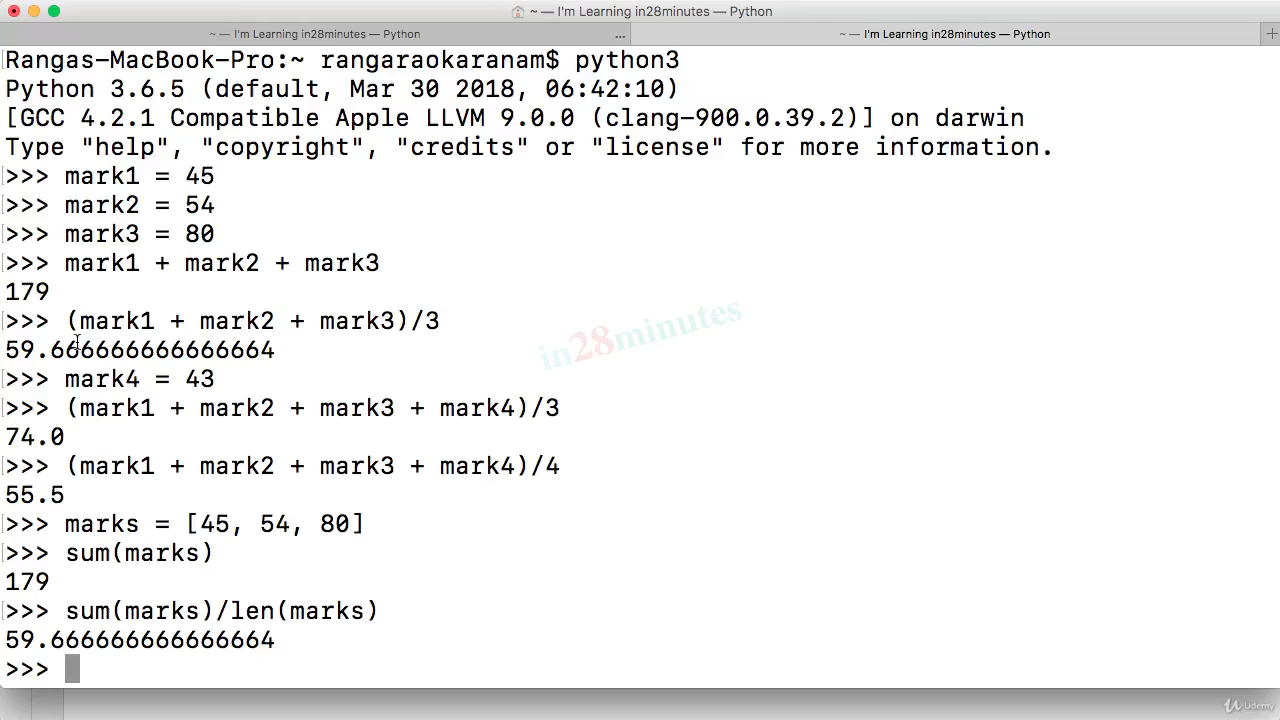 ~ — I'm Learning in28minutes — Python
~ — I'm Learning in28minutes — Python ... ~ — I'm Learning in28minutes — Python +
Rangas-MacBook-Pro:~ rangaraokaranam$ python3
Python 3.6.5 (default, Mar 30 2018, 06:42:10)
[GCC 4.2.1 Compatible Apple LLVM 9.0.0 (clang-900.0.39.2)] on darwin
Type "help", "copyright", "credits" or "license" for more information.
>>> mark1 = 45
>>> mark2 = 54
>>> mark3 = 80
>>> mark1 + mark2 + mark3
179
>>> (mark1 + mark2 + mark3)/3
59.666666666666664
>>> mark4 = 43
>>> (mark1 + mark2 + mark3 + mark4)/3
74.0
>>> (mark1 + mark2 + mark3 + mark4)/4
55.5
>>> marks = [45, 54, 80]
>>> sum(marks)
179
>>> sum(marks)/len(marks)
59.666666666666664
>>>
in28minutes
Udemy